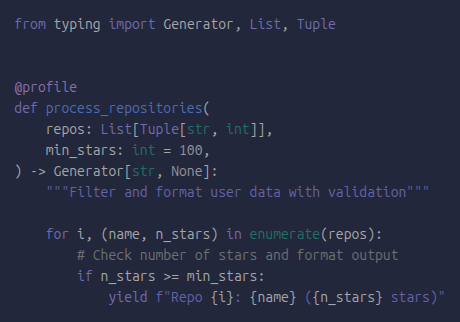 from typing import Generator, List, Tuple
@profile
def process_repositories(
    repos: List[Tuple[str, int]],
    min_stars: int = 100,
) -> Generator[str, None]:
    """Filter and format user data with validation"""
    for i, (name, n_stars) in enumerate(repos):
        # Check number of stars and format output
        if n_stars >= min_stars:
            yield f"Repo {i}: {name} ({n_stars} stars)"